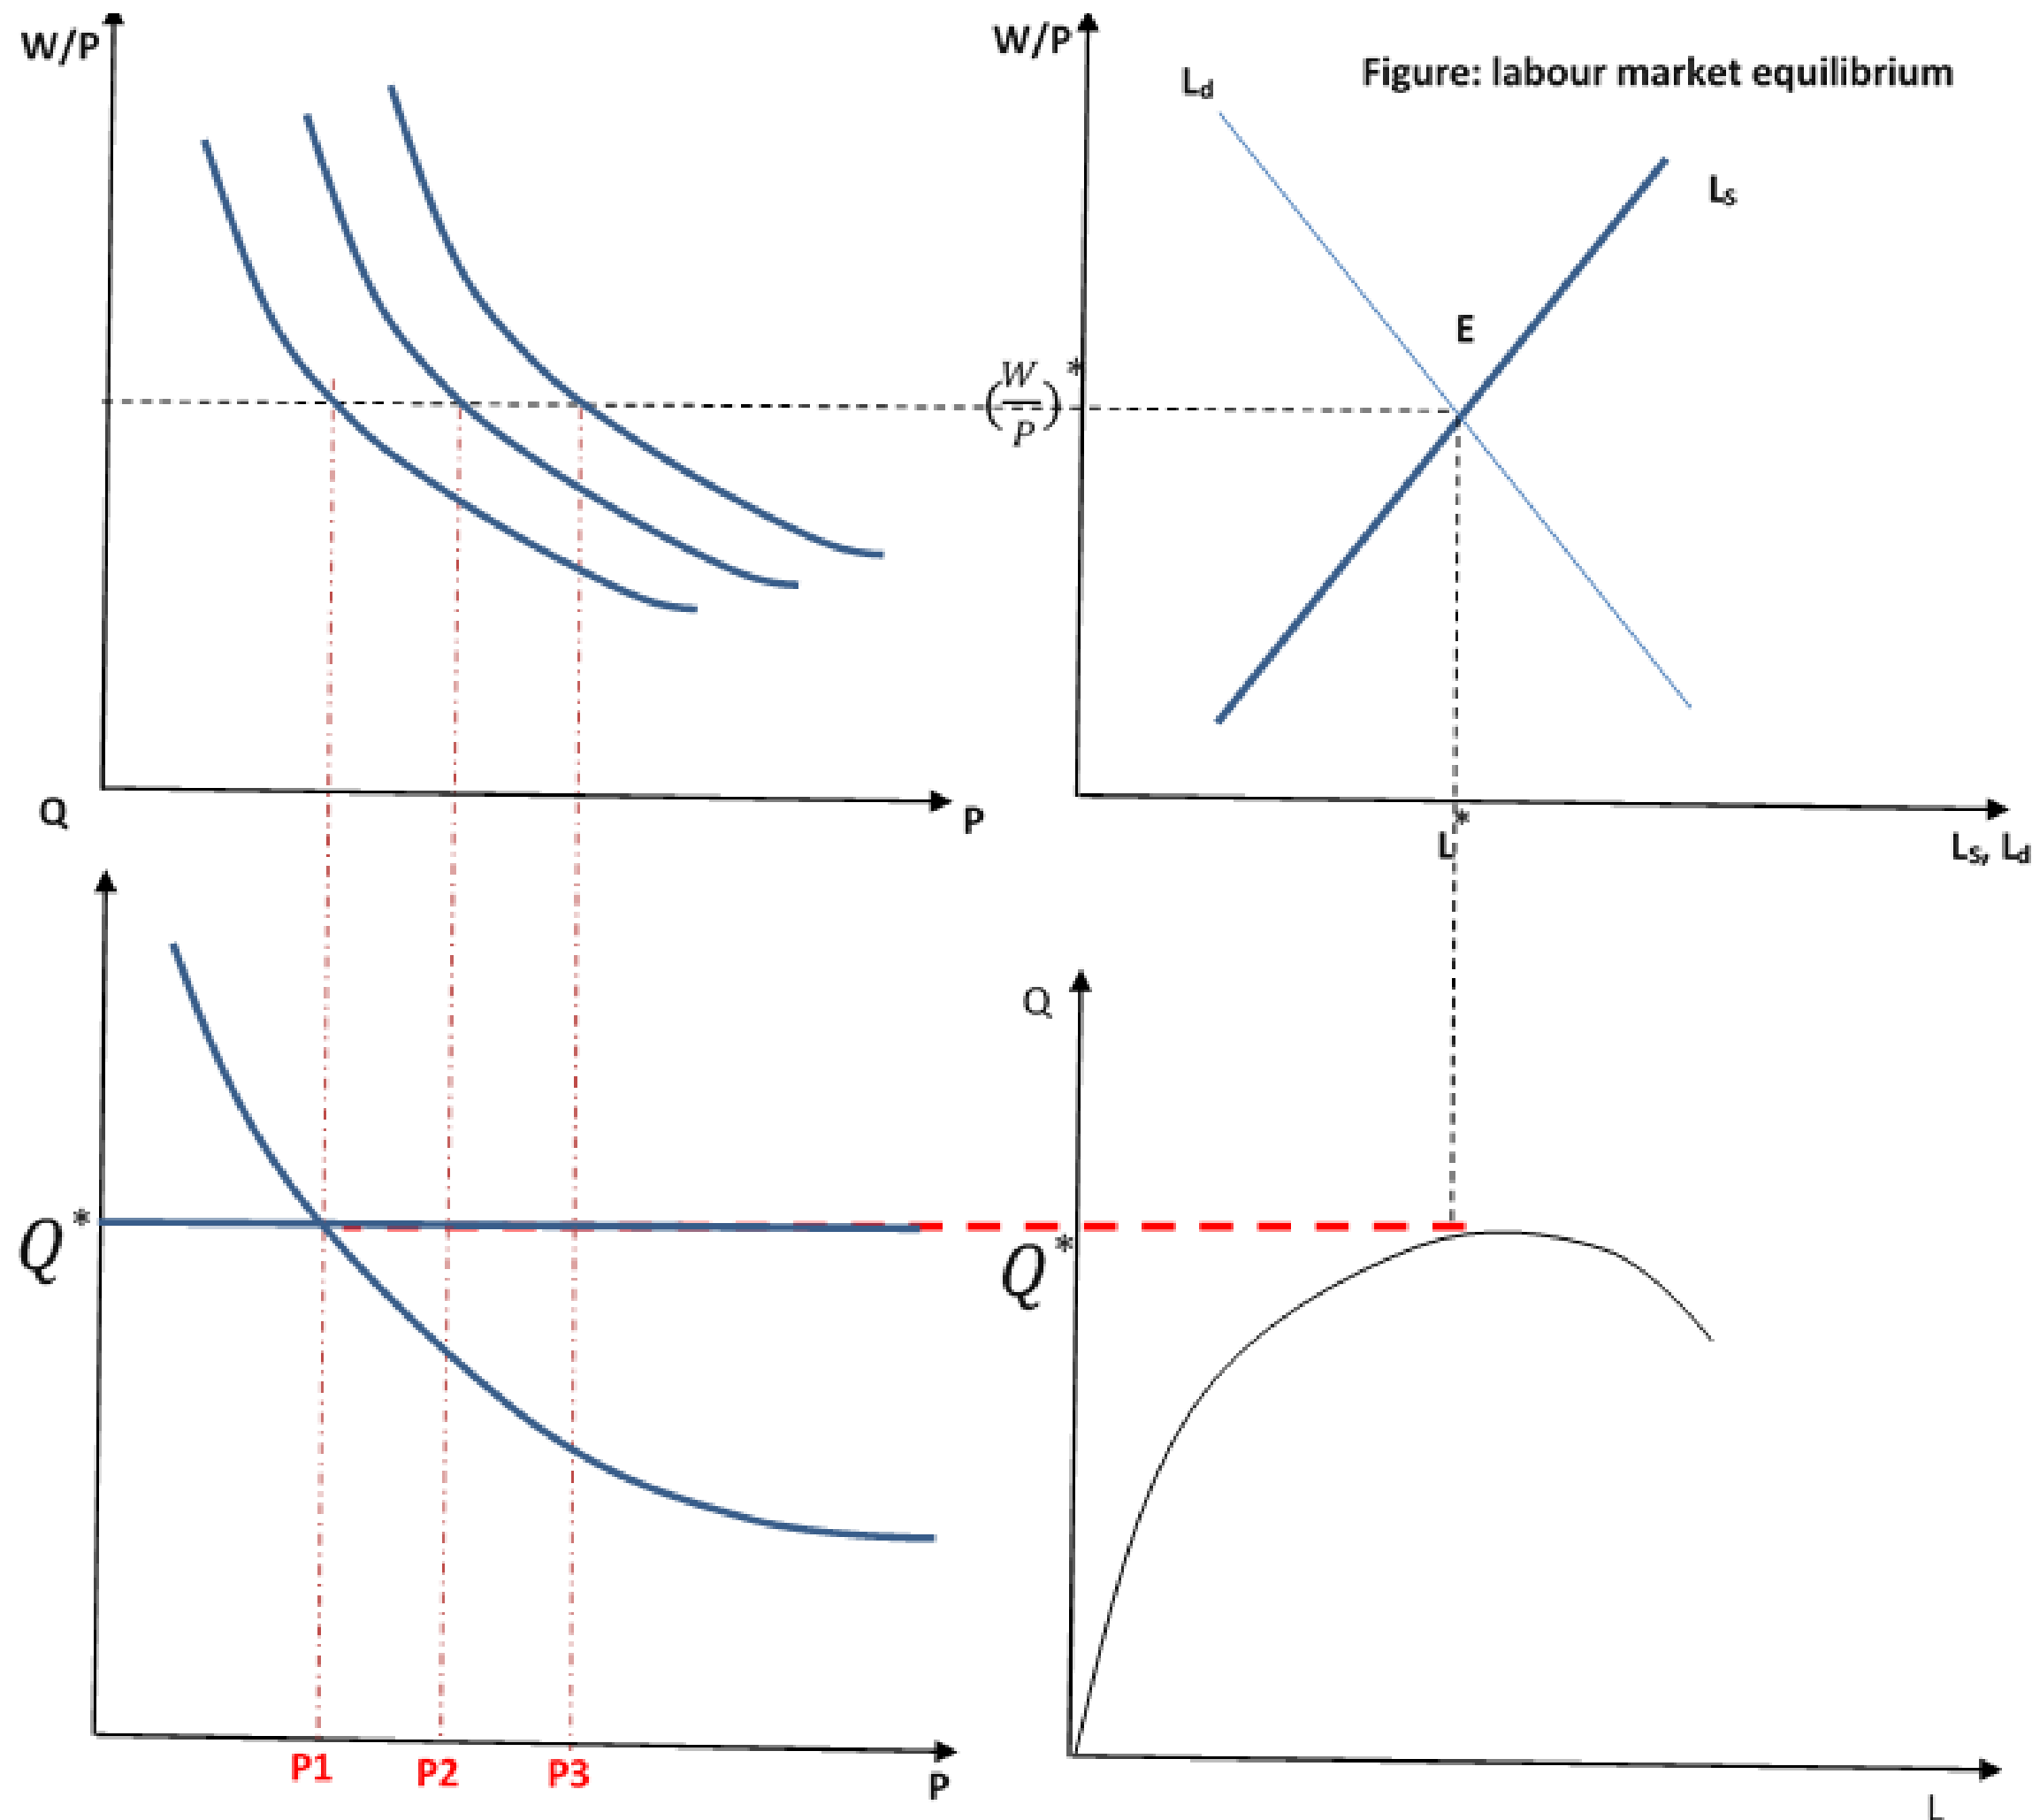 W/P
W/P
Figure: labour market equilibrium
Ld
LS
E
(W/P)*
Q
P
L*
LS, Ld
Q
Q*
Q*
P1
P2
P3
P
L